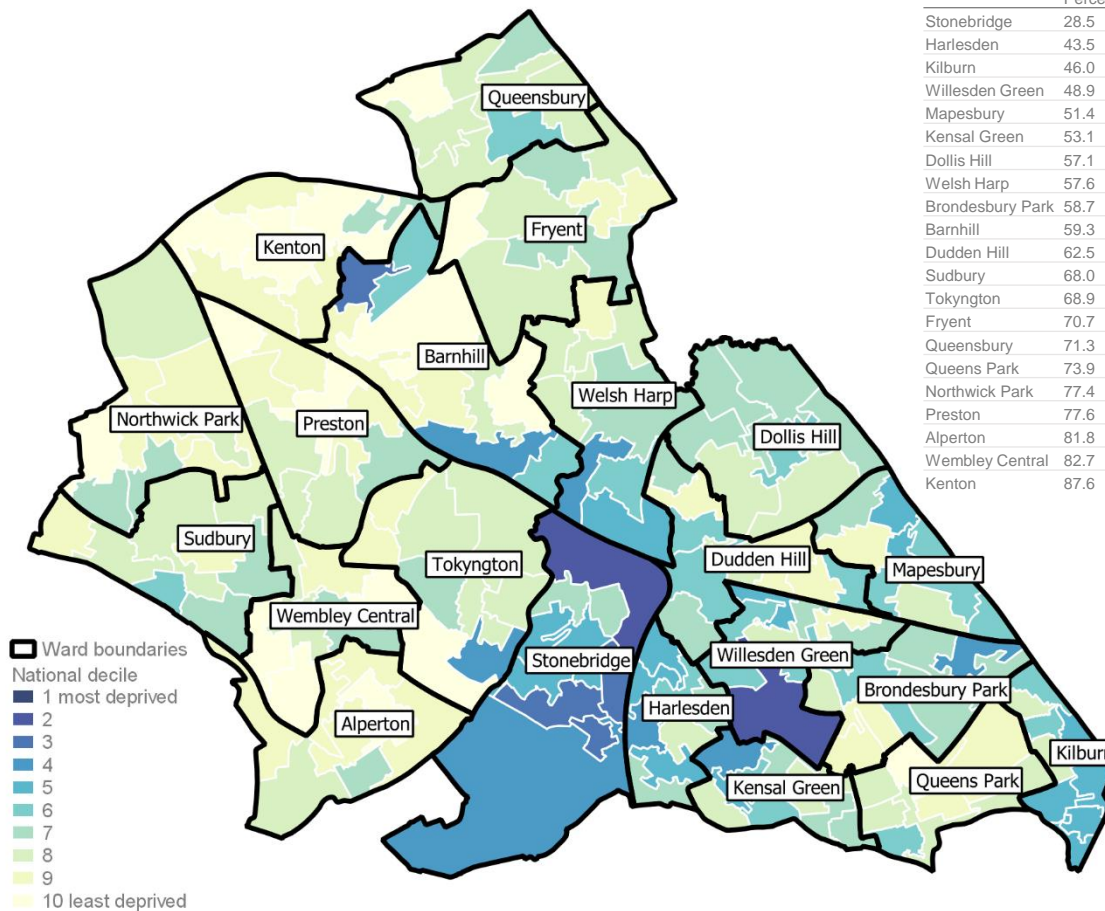 Stonebridge 28.5
Harlesden 43.5
Kilburn 46.0
Willesden Green 48.9
Mapesbury 51.4
Kensal Green 53.1
Dollis Hill 57.1
Welsh Harp 57.6
Brondesbury Park 58.7
Barnhill 59.3
Dudden Hill 62.5
Sudbury 68.0
Tokyngton 68.9
Fryent 70.7
Queensbury 71.3
Queens Park 73.9
Northwick Park 77.4
Preston 77.6
Alperton 81.8
Wembley Central 82.7
Kenton 87.6
Queensbury
Fryent
Kenton
Barnhill
Welsh Harp
Northwick Park
Preston
Dollis Hill
Sudbury
Tokyngton
Dudden Hill
Mapesbury
Wembley Central
Stonebridge
Willesden Green
Brondesbury Park
Harlesden
Alperton
Kilburn
Queens Park
Kensal Green
Ward boundaries
National decile
1 most deprived
2
3
4
5
6
7
8
9
10 least deprived